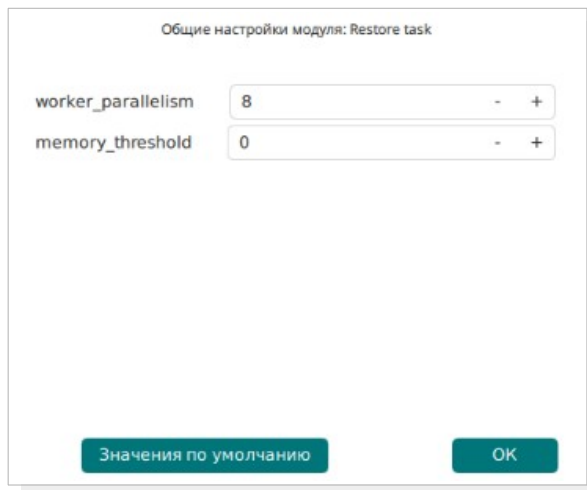 Общие настройки модуля: Restore task
worker_parallelism 8 - +
memory_threshold 0 - +
Значения по умолчанию OK